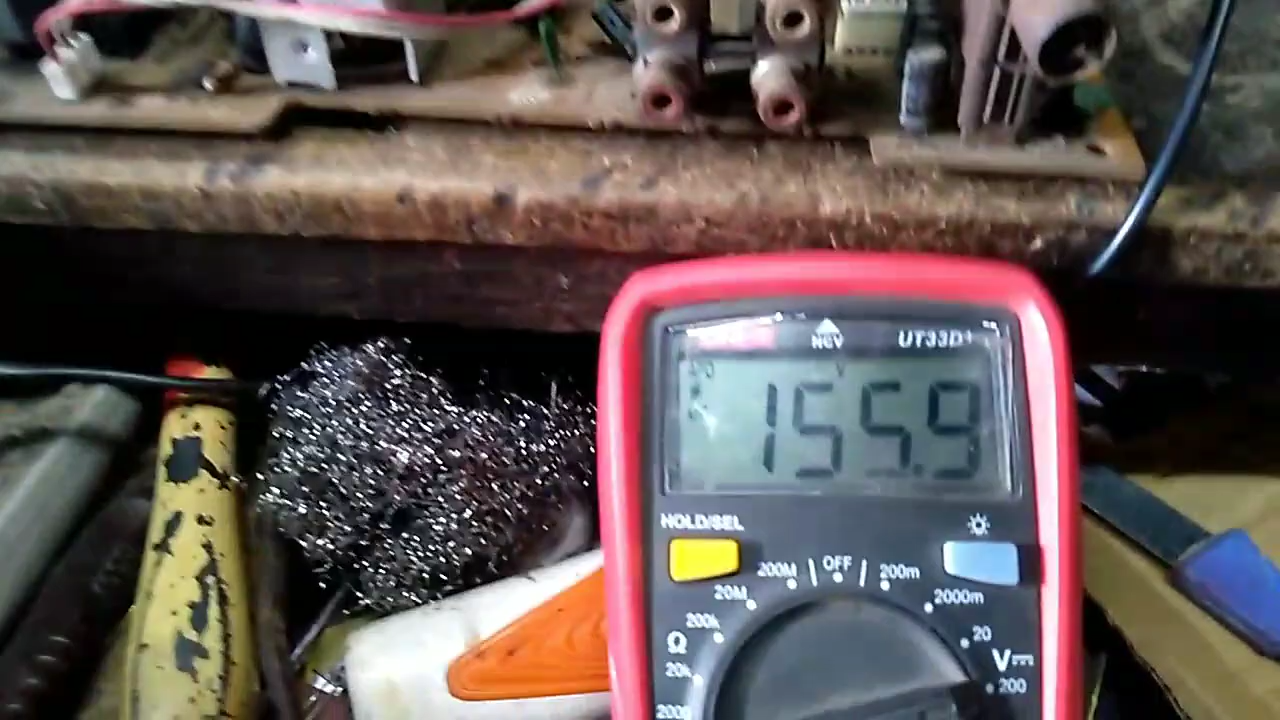 NCV UT33D+
V
155.9
HOLD/SEL
OFF
200M 200m
20M 2000m
200k 20
Ω V
20k 200